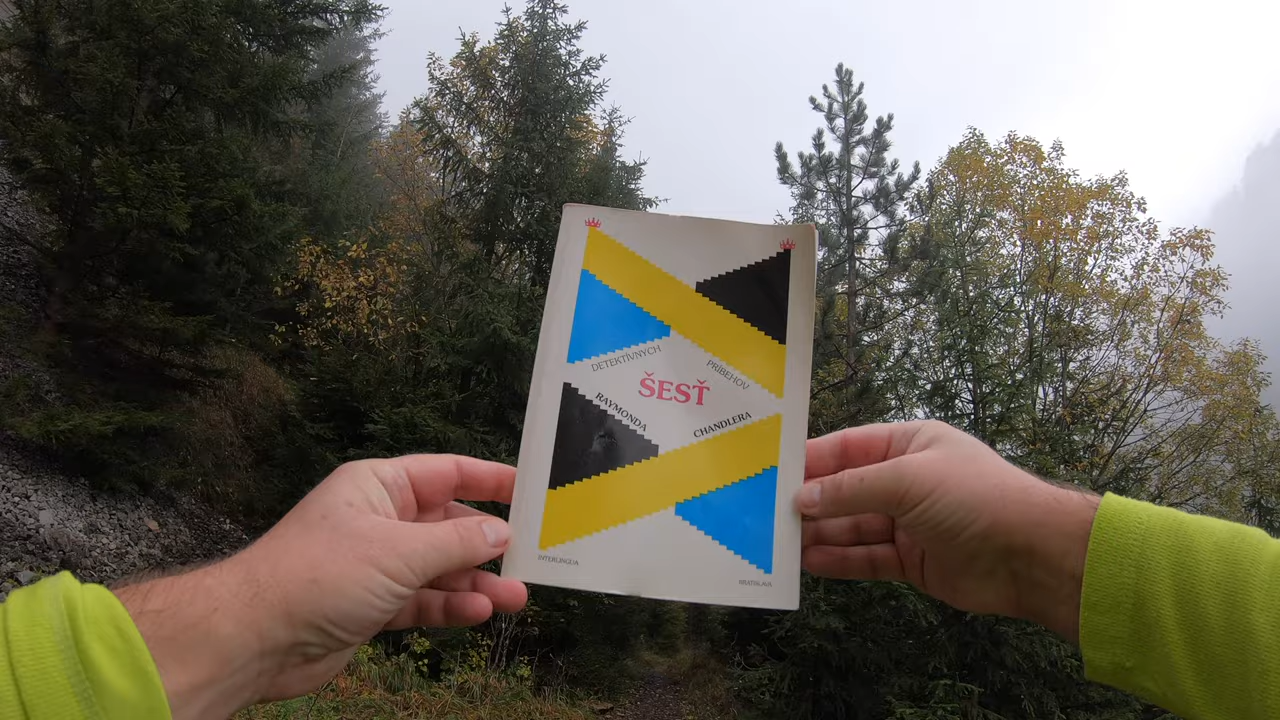 DETEKTÍVNYCH PRÍBEHOV
ŠESŤ
RAYMONDA CHANDLERA
INTERLINGUA BRATISLAVA